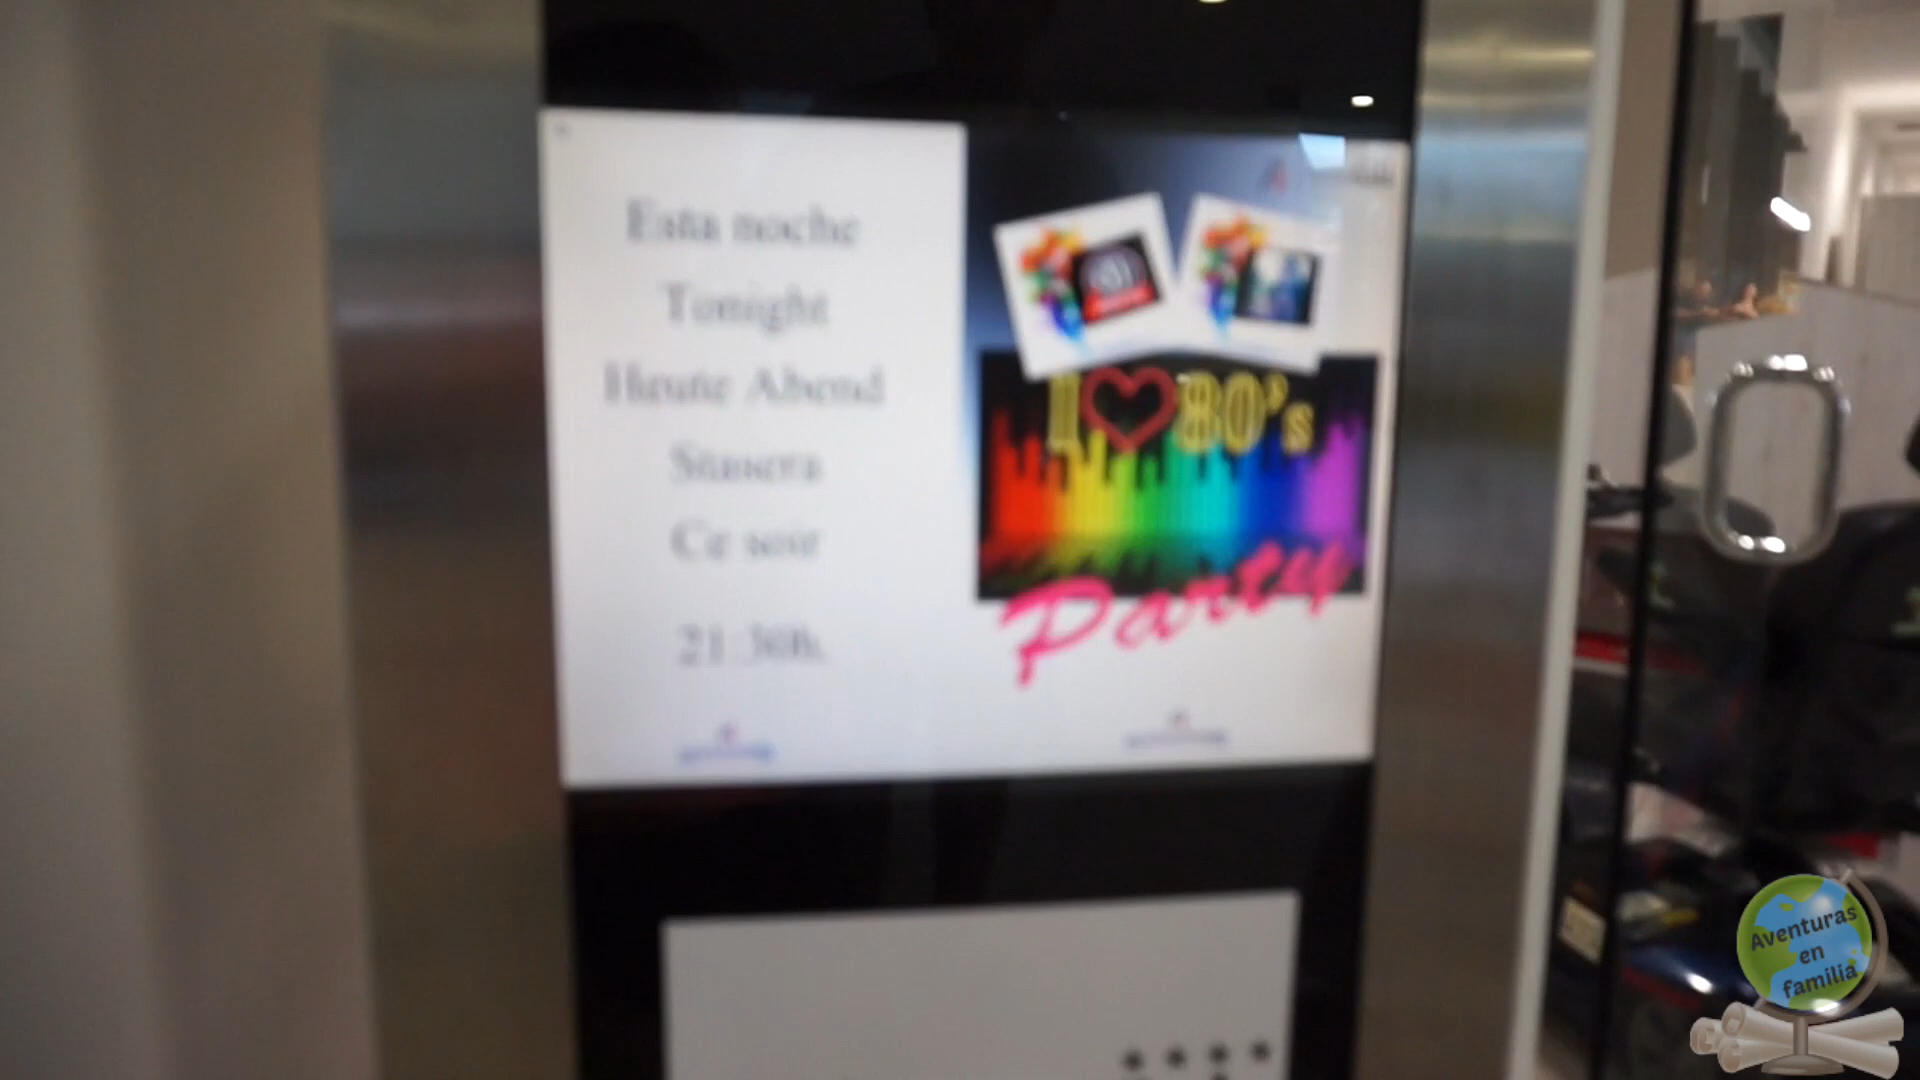 Esta noche
Tonight
Heute Abend
Stasera
Ce soir
21:30h.
I ❤ 80's
Party
Aventuras
en
familia